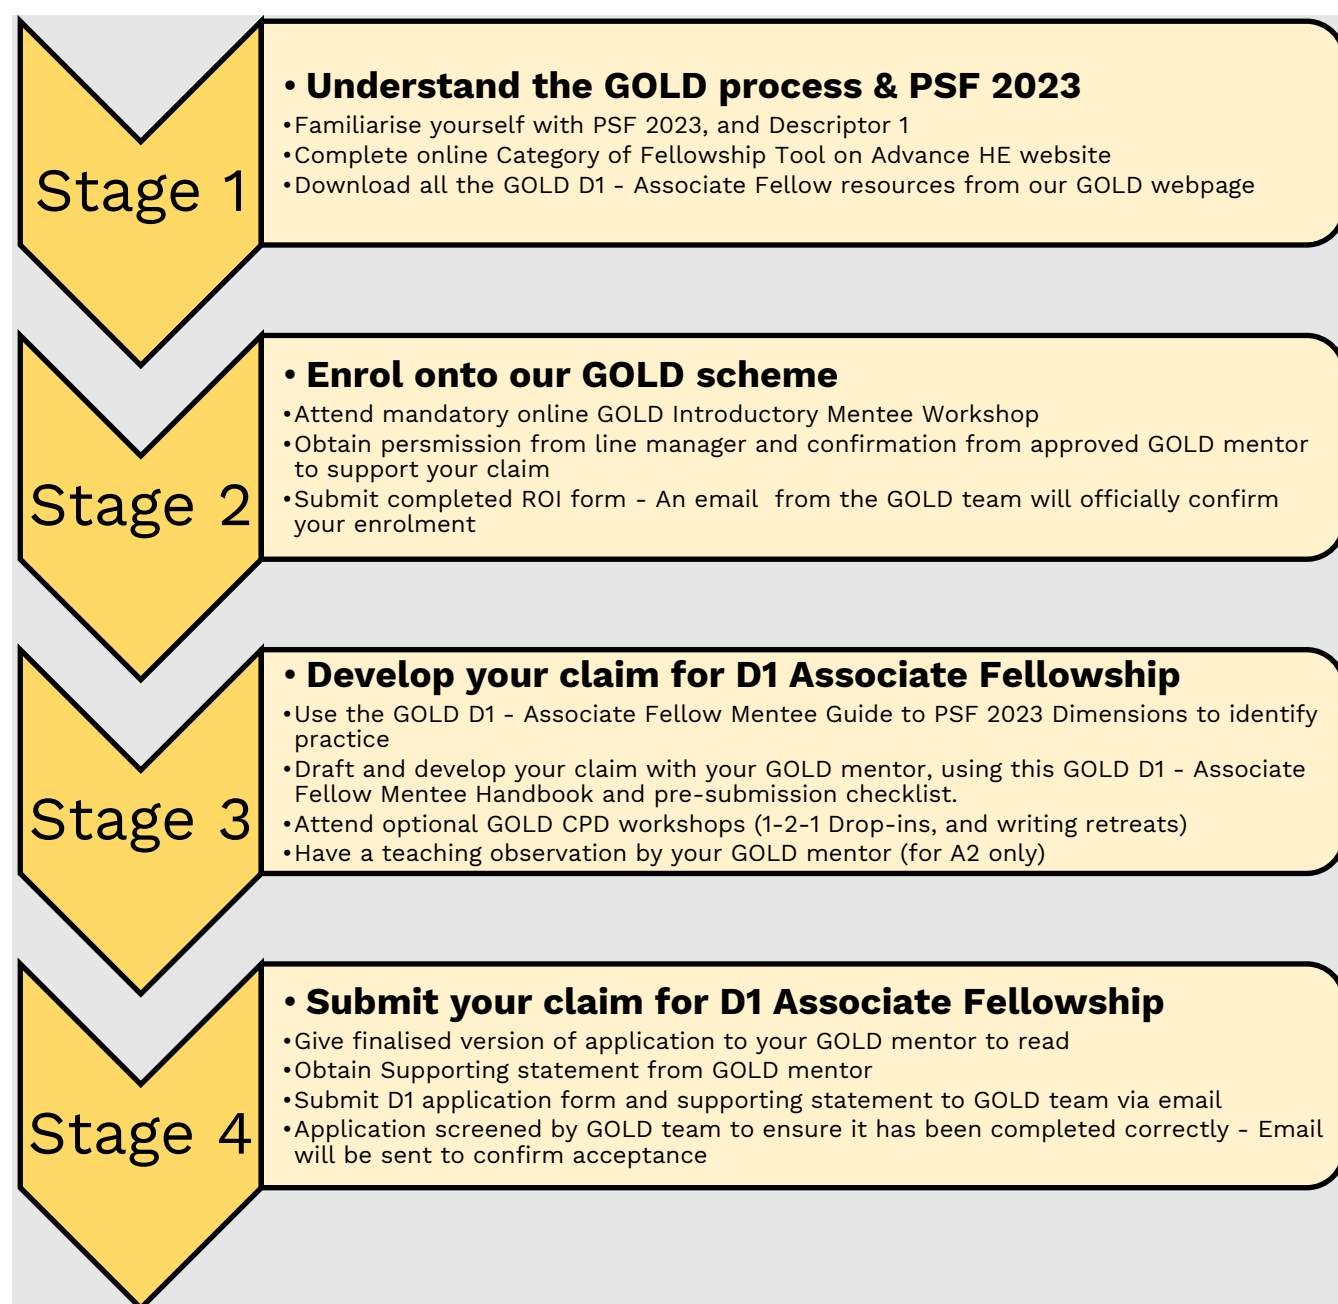 • Understand the GOLD process & PSF 2023
•Familiarise yourself with PSF 2023, and Descriptor 1
•Complete online Category of Fellowship Tool on Advance HE website
•Download all the GOLD D1 - Associate Fellow resources from our GOLD webpage
Stage 1
• Enrol onto our GOLD scheme
•Attend mandatory online GOLD Introductory Mentee Workshop
•Obtain persmission from line manager and confirmation from approved GOLD mentor
to support your claim
•Submit completed ROI form - An email  from the GOLD team will officially confirm
your enrolment
Stage 2
• Develop your claim for D1 Associate Fellowship
•Use the GOLD D1 - Associate Fellow Mentee Guide to PSF 2023 Dimensions to identify
practice
•Draft and develop your claim with your GOLD mentor, using this GOLD D1 - Associate
Fellow Mentee Handbook and pre-submission checklist.
•Attend optional GOLD CPD workshops (1-2-1 Drop-ins, and writing retreats)
•Have a teaching observation by your GOLD mentor (for A2 only)
Stage 3
• Submit your claim for D1 Associate Fellowship
•Give finalised version of application to your GOLD mentor to read
•Obtain Supporting statement from GOLD mentor
•Submit D1 application form and supporting statement to GOLD team via email
•Application screened by GOLD team to ensure it has been completed correctly - Email
will be sent to confirm acceptance
Stage 4